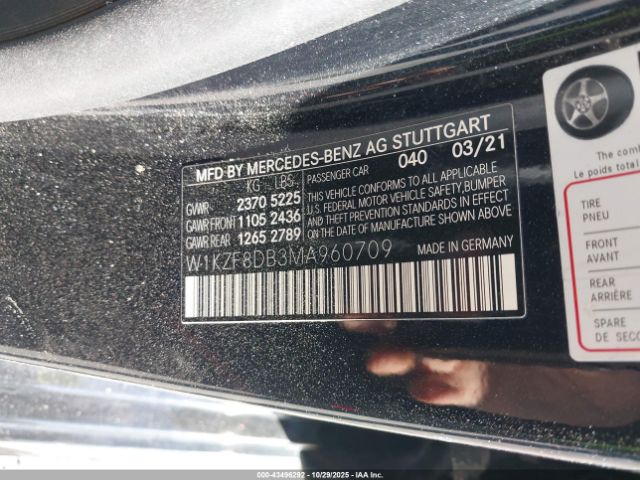 MFD BY MERCEDES-BENZ AG STUTTGART
KG LBS
PASSENGER CAR 040 03/21
GVWR 2370 5225
GAWR FRONT 1105 2436
GAWR REAR 1265 2789
THIS VEHICLE CONFORMS TO ALL APPLICABLE
U.S. FEDERAL MOTOR VEHICLE SAFETY, BUMPER
AND THEFT PREVENTION STANDARDS IN EFFECT
ON THE DATE OF MANUFACTURE SHOWN ABOVE
W1KZF8DB3MA960709
MADE IN GERMANY
The combine
Le poids total
TIRE
PNEU
FRONT
AVANT
REAR
ARRIÈRE
SPARE
DE SECO
000-43496292 - 10/29/2025 - IAA Inc.